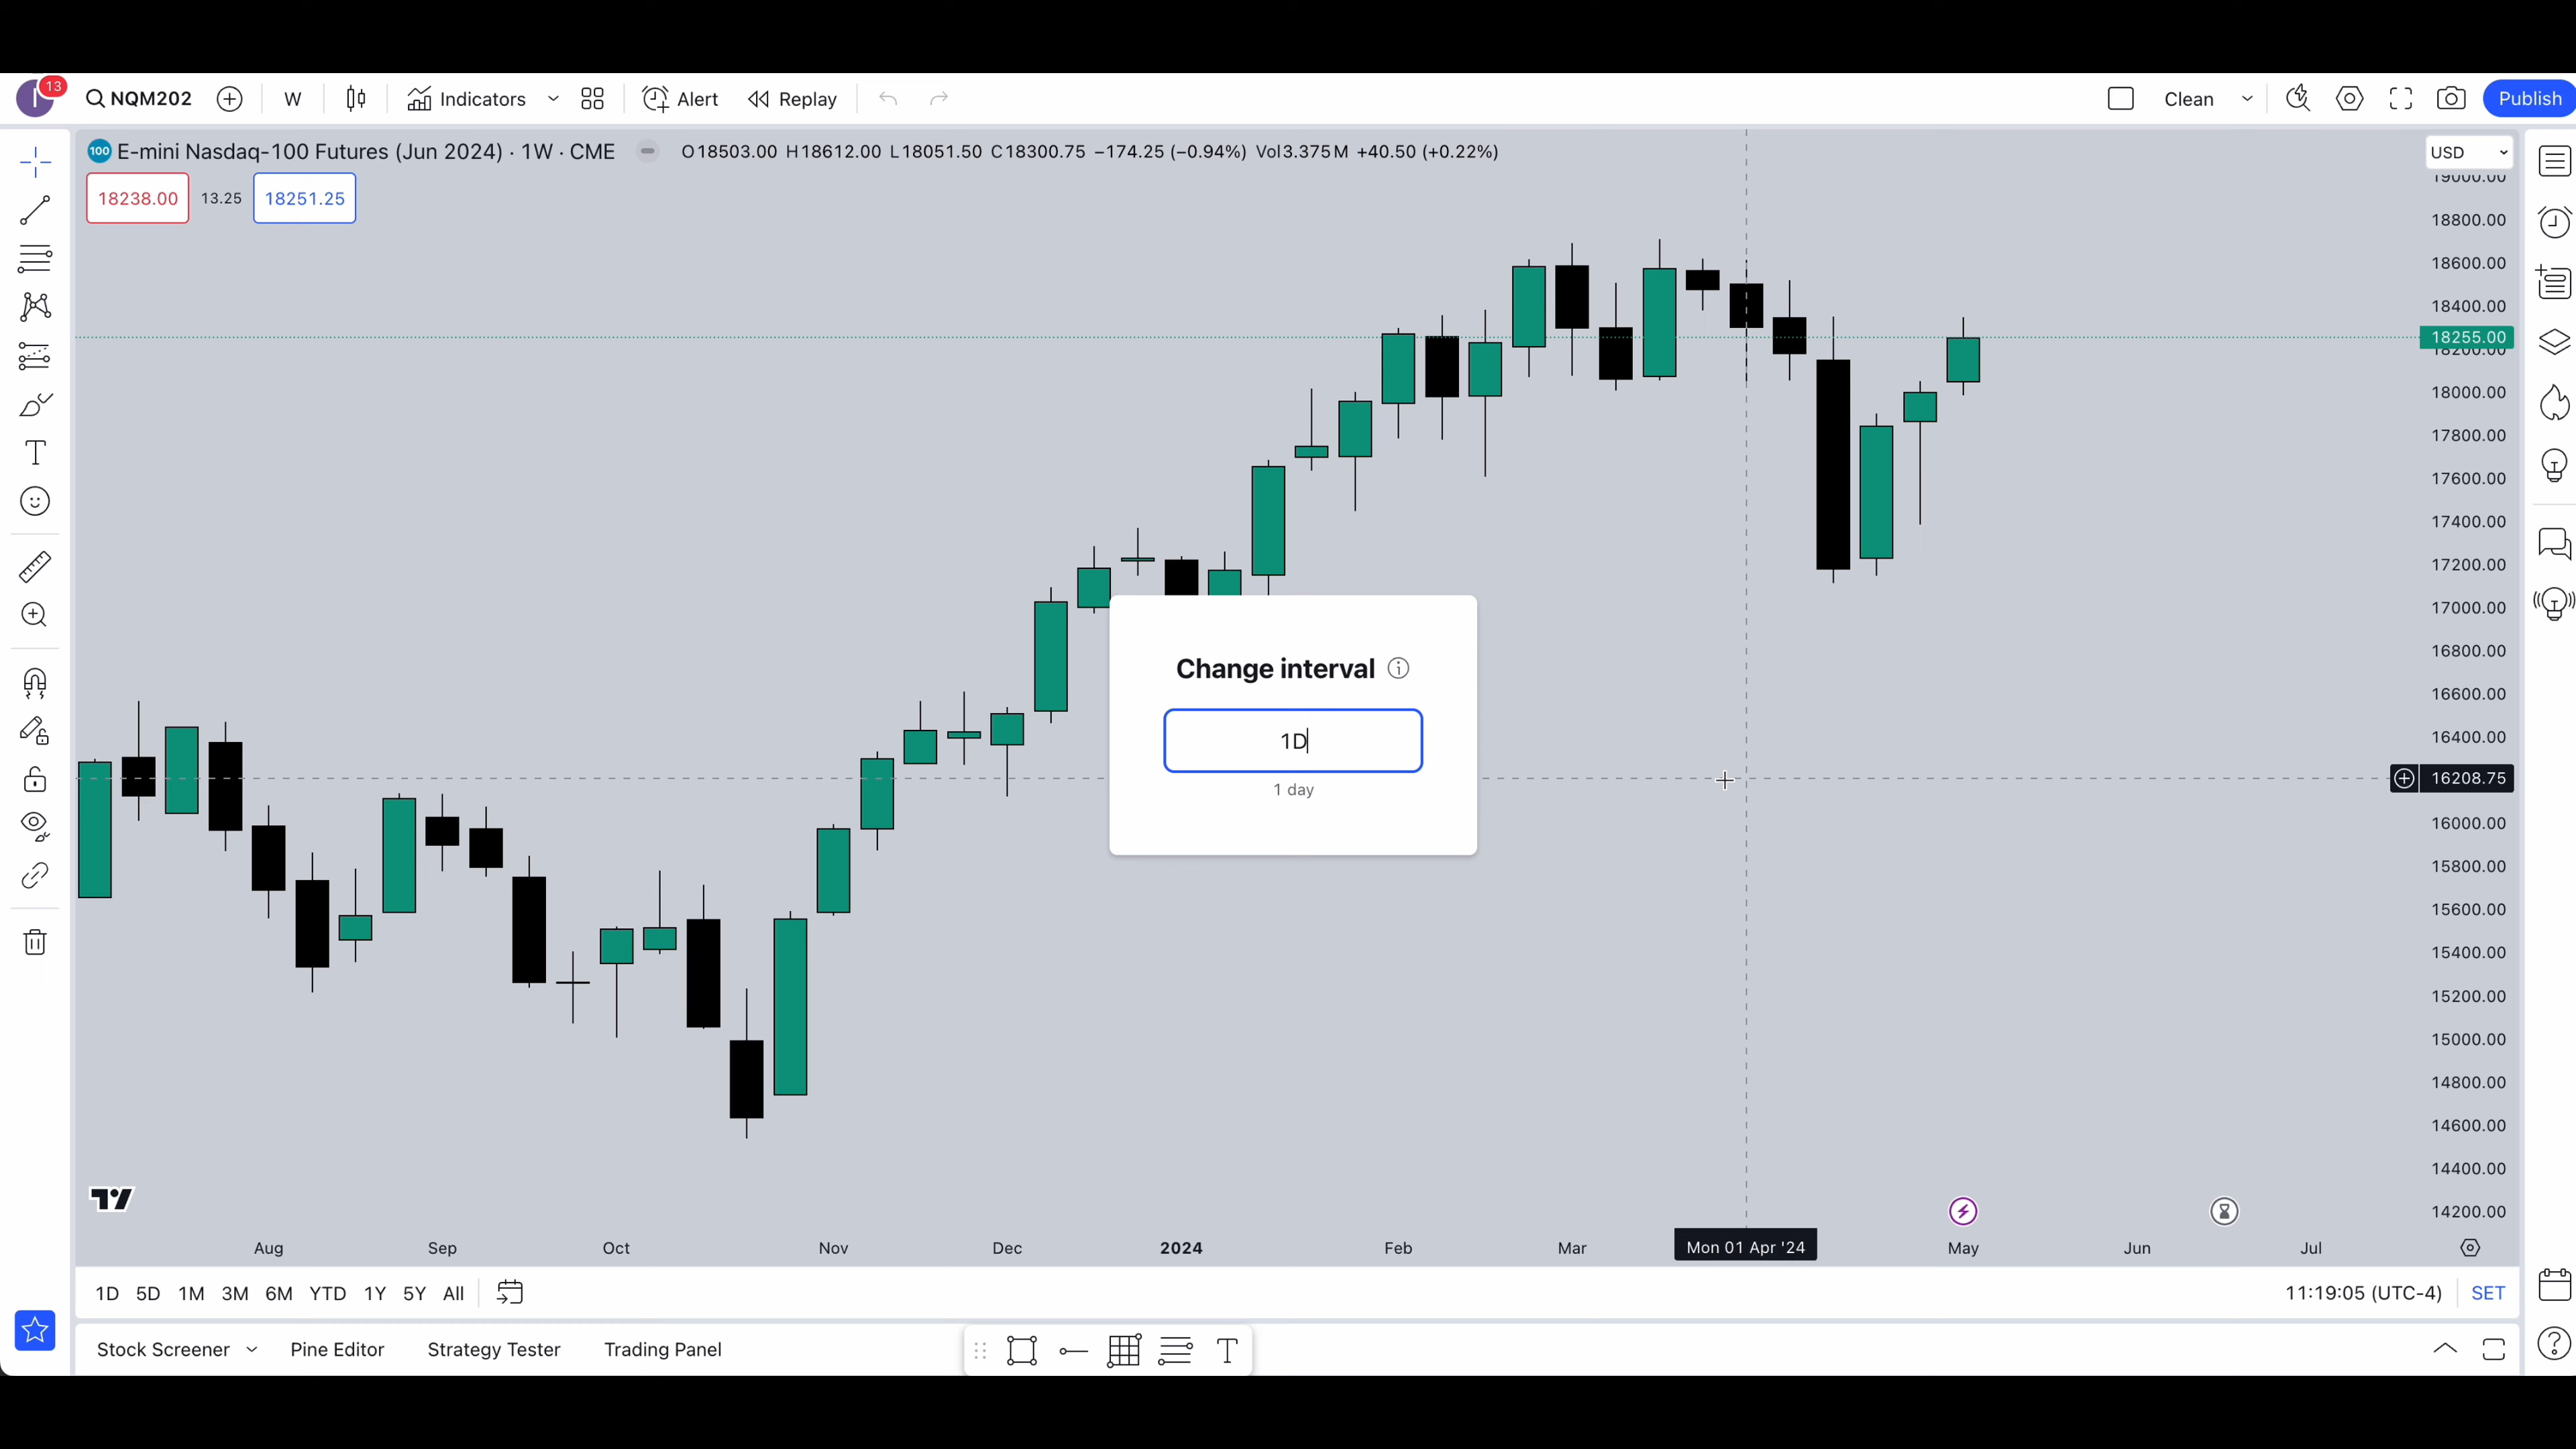 13
NQM202
W
Indicators
Alert
Replay
Clean
Publish
100
E-mini Nasdaq-100 Futures (Jun 2024) · 1W · CME
O18503.00 H18612.00 L18051.50 C18300.75 −174.25 (−0.94%) Vol3.375M +40.50 (+0.22%)
USD
18238.00
13.25
18251.25
19000.00
18800.00
18600.00
18400.00
18255.00
18200.00
18000.00
17800.00
17600.00
17400.00
17200.00
17000.00
16800.00
16600.00
16400.00
16208.75
16000.00
15800.00
15600.00
15400.00
15200.00
15000.00
14800.00
14600.00
14400.00
14200.00
Change interval
1D
1 day
Aug
Sep
Oct
Nov
Dec
2024
Feb
Mar
Mon 01 Apr '24
May
Jun
Jul
1D 5D 1M 3M 6M YTD 1Y 5Y All
11:19:05 (UTC-4)
SET
Stock Screener
Pine Editor
Strategy Tester
Trading Panel